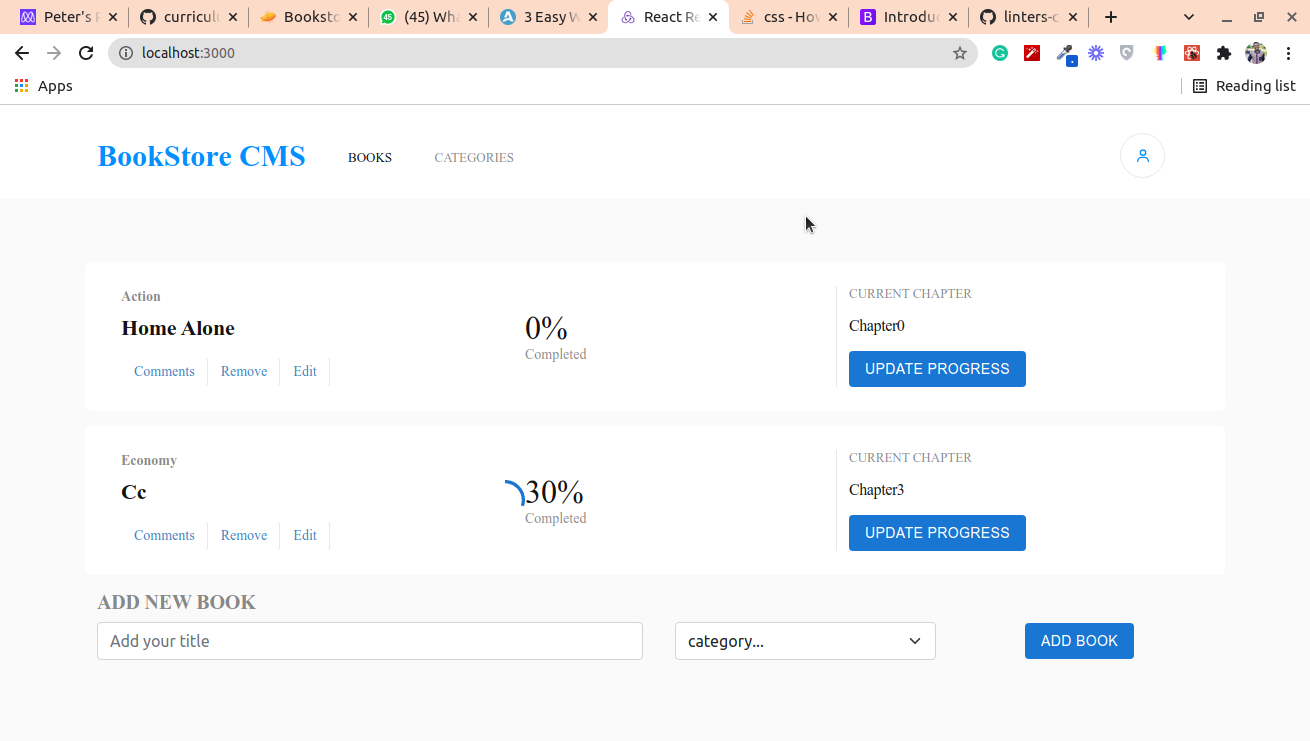 Peter's
curricul
Booksto
(45) Wha
3 Easy W
React Re
css - Hov
Introduc
linters-c
localhost:3000
Apps
Reading list
BookStore CMS
BOOKS
CATEGORIES
Action
Home Alone
Comments
Remove
Edit
0%
Completed
CURRENT CHAPTER
Chapter0
UPDATE PROGRESS
Economy
Cc
Comments
Remove
Edit
30%
Completed
CURRENT CHAPTER
Chapter3
UPDATE PROGRESS
ADD NEW BOOK
Add your title
category...
ADD BOOK